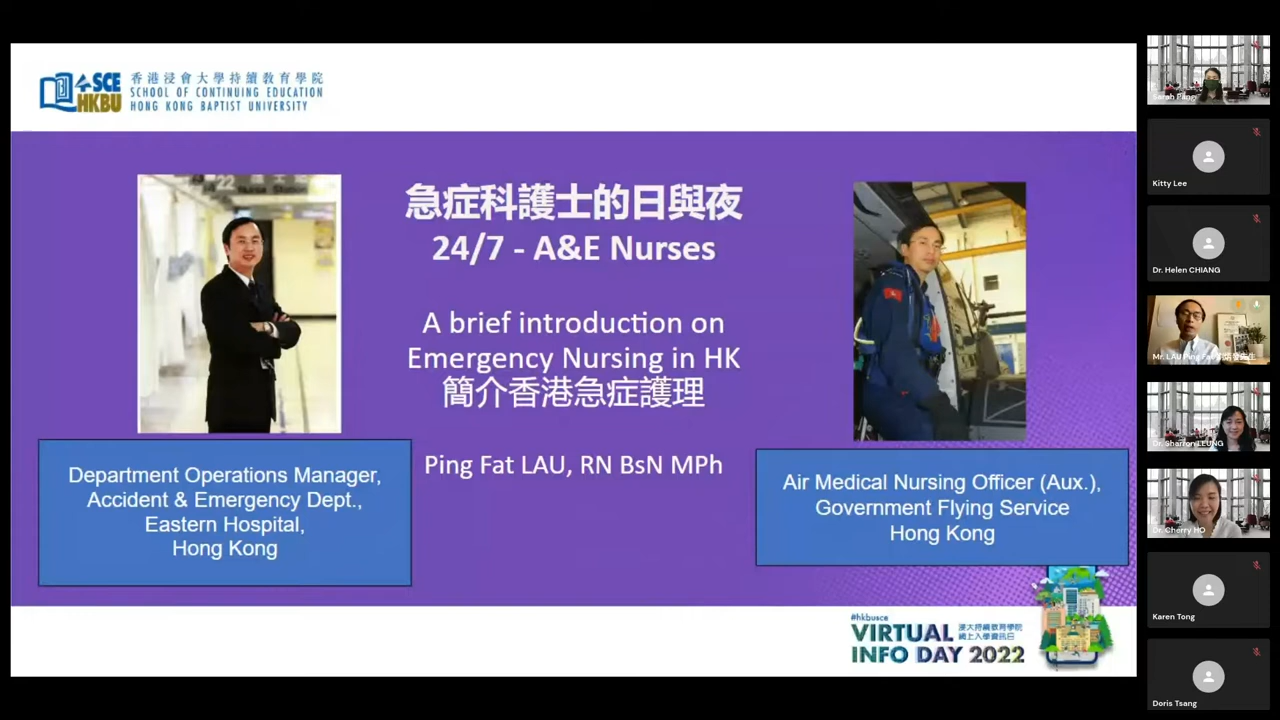 SCE
HKBU
香港浸會大學持續教育學院
SCHOOL OF CONTINUING EDUCATION
HONG KONG BAPTIST UNIVERSITY
22
Nurse Station
急症科護士的日與夜
24/7 - A&E Nurses
A brief introduction on
Emergency Nursing in HK
簡介香港急症護理
Ping Fat LAU, RN BsN MPh
Department Operations Manager,
Accident & Emergency Dept.,
Eastern Hospital,
Hong Kong
Air Medical Nursing Officer (Aux.),
Government Flying Service
Hong Kong
#hkbusce
VIRTUAL
INFO DAY 2022
浸大持續教育學院
網上入學資訊日
Sarah Pang
Kitty Lee
Dr. Helen CHIANG
Mr. LAU Ping Fat
Dr. Sharron LEUNG
Dr. Cherry HO
Karen Tong
Doris Tsang